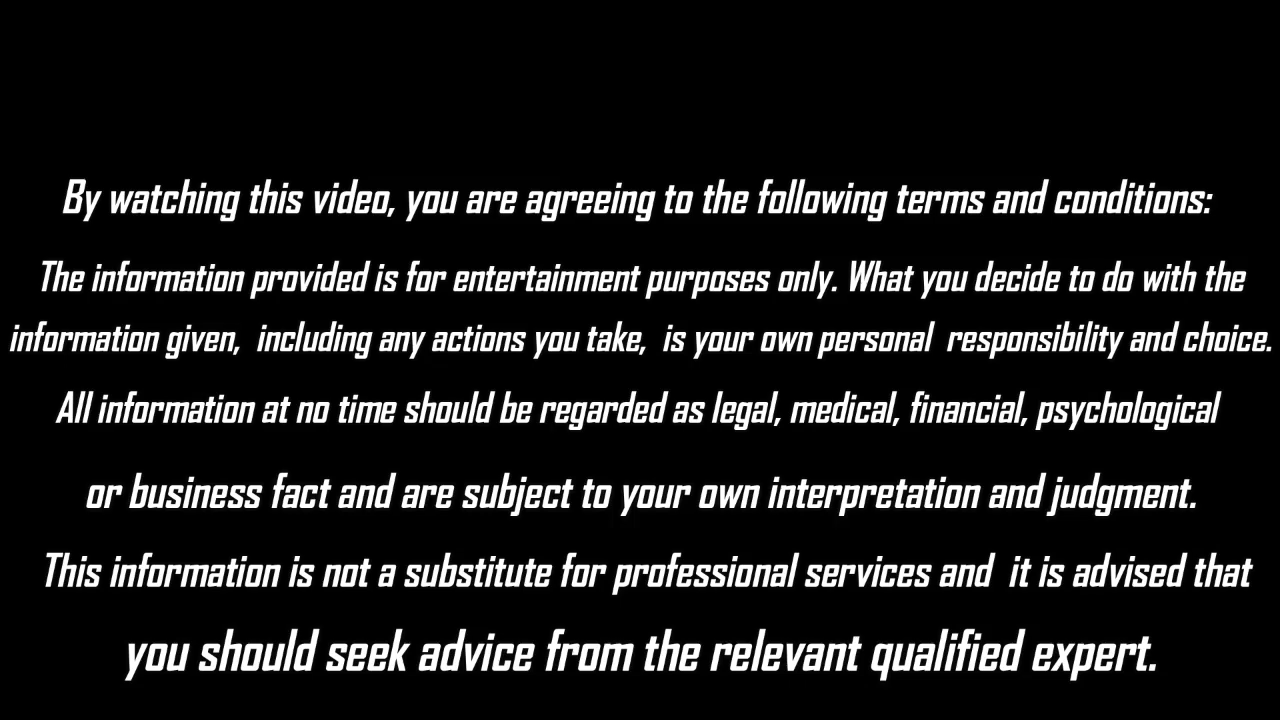 By watching this video, you are agreeing to the following terms and conditions:
The information provided is for entertainment purposes only. What you decide to do with the
information given, including any actions you take, is your own personal responsibility and choice.
All information at no time should be regarded as legal, medical, financial, psychological
or business fact and are subject to your own interpretation and judgment.
This information is not a substitute for professional services and it is advised that
you should seek advice from the relevant qualified expert.